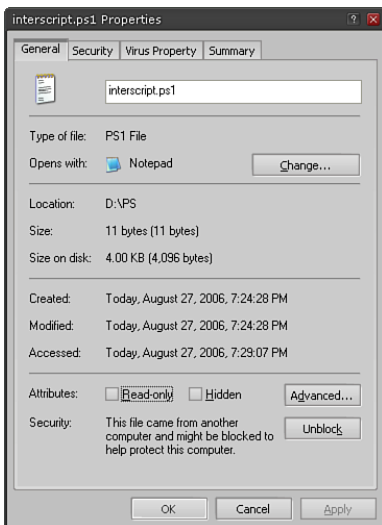 interscript.ps1 Properties
General Security Virus Property Summary
interscript.ps1
Type of file: PS1 File
Opens with: Notepad Change...
Location: D:\PS
Size: 11 bytes (11 bytes)
Size on disk: 4.00 KB (4,096 bytes)
Created: Today, August 27, 2006, 7:24:28 PM
Modified: Today, August 27, 2006, 7:24:28 PM
Accessed: Today, August 27, 2006, 7:29:07 PM
Attributes: Read-only Hidden Advanced...
Security: This file came from another
computer and might be blocked to
help protect this computer.
Unblock
OK Cancel Apply